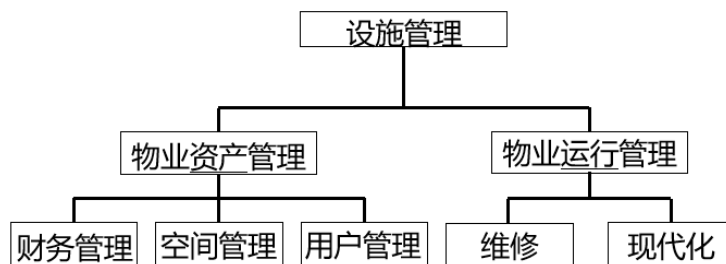 设施管理
物业资产管理
物业运行管理
财务管理
空间管理
用户管理
维修
现代化